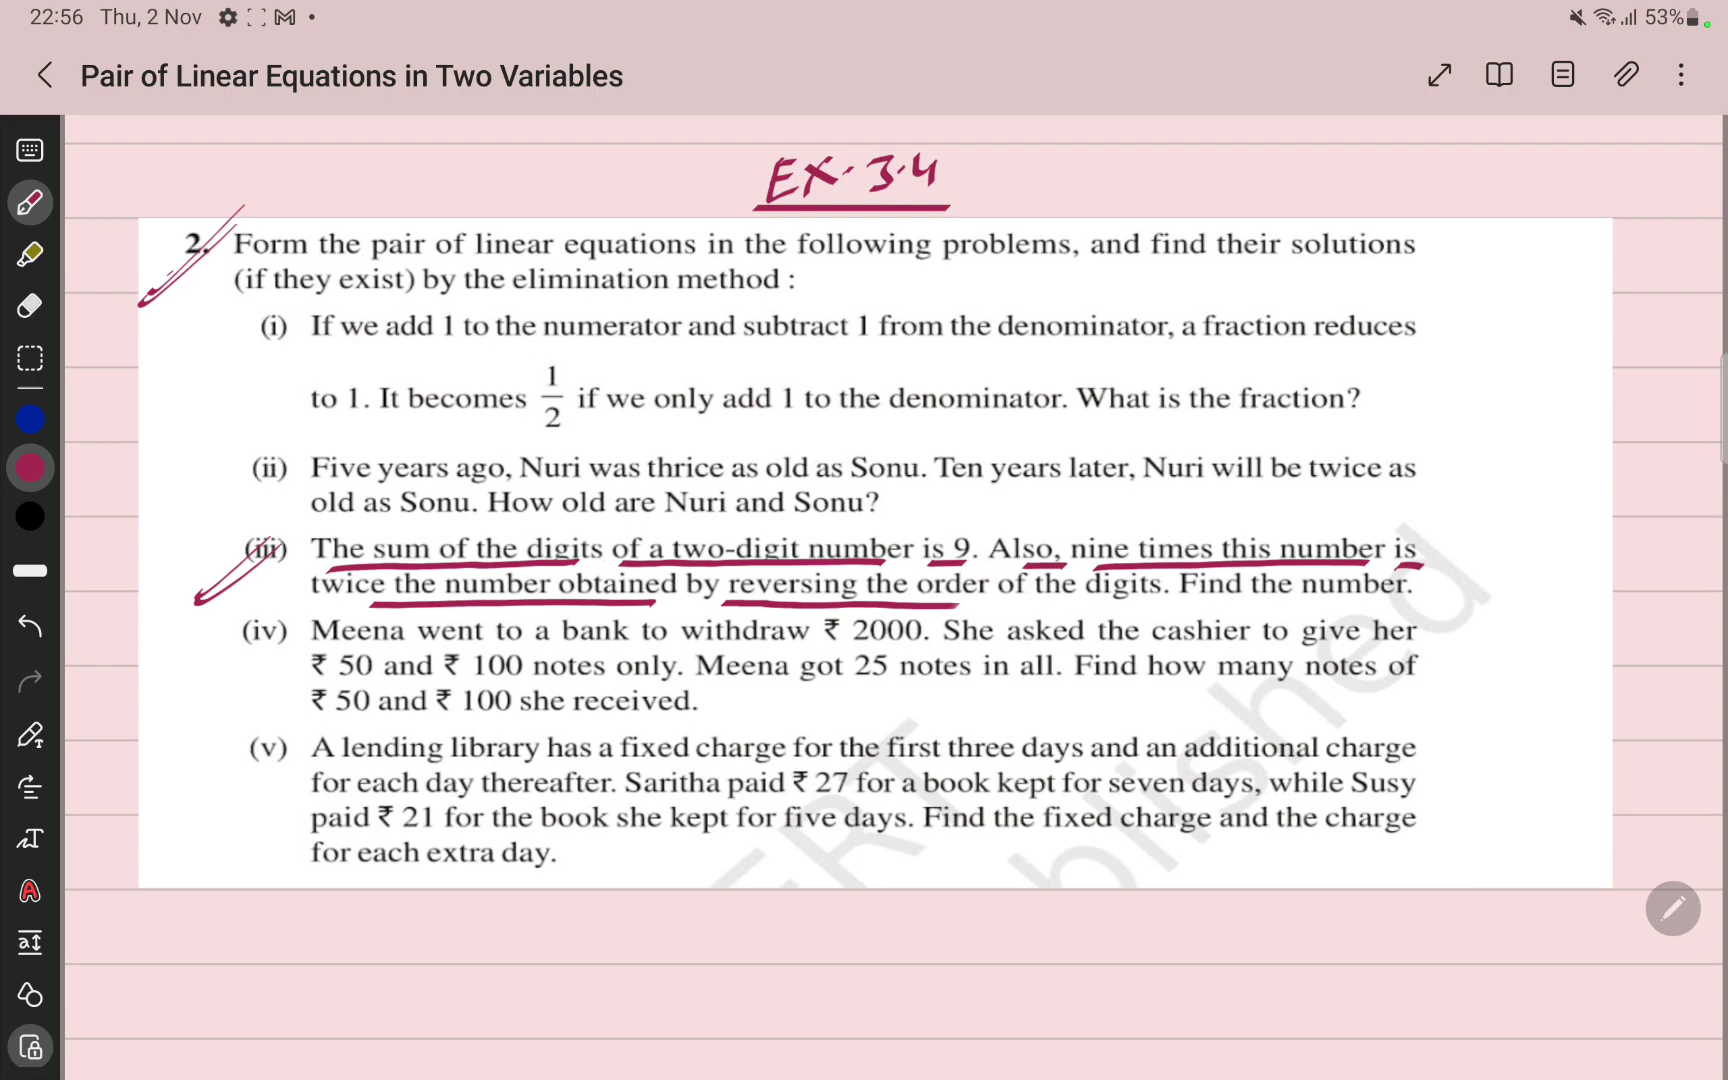 22:56 Thu, 2 Nov
53%
Pair of Linear Equations in Two Variables
EX. 3.4
2. Form the pair of linear equations in the following problems, and find their solutions
(if they exist) by the elimination method :
(i) If we add 1 to the numerator and subtract 1 from the denominator, a fraction reduces
to 1. It becomes 1/2 if we only add 1 to the denominator. What is the fraction?
(ii) Five years ago, Nuri was thrice as old as Sonu. Ten years later, Nuri will be twice as
old as Sonu. How old are Nuri and Sonu?
(iii) The sum of the digits of a two-digit number is 9. Also, nine times this number is
twice the number obtained by reversing the order of the digits. Find the number.
(iv) Meena went to a bank to withdraw ₹ 2000. She asked the cashier to give her
₹ 50 and ₹ 100 notes only. Meena got 25 notes in all. Find how many notes of
₹ 50 and ₹ 100 she received.
(v) A lending library has a fixed charge for the first three days and an additional charge
for each day thereafter. Saritha paid ₹ 27 for a book kept for seven days, while Susy
paid ₹ 21 for the book she kept for five days. Find the fixed charge and the charge
for each extra day.